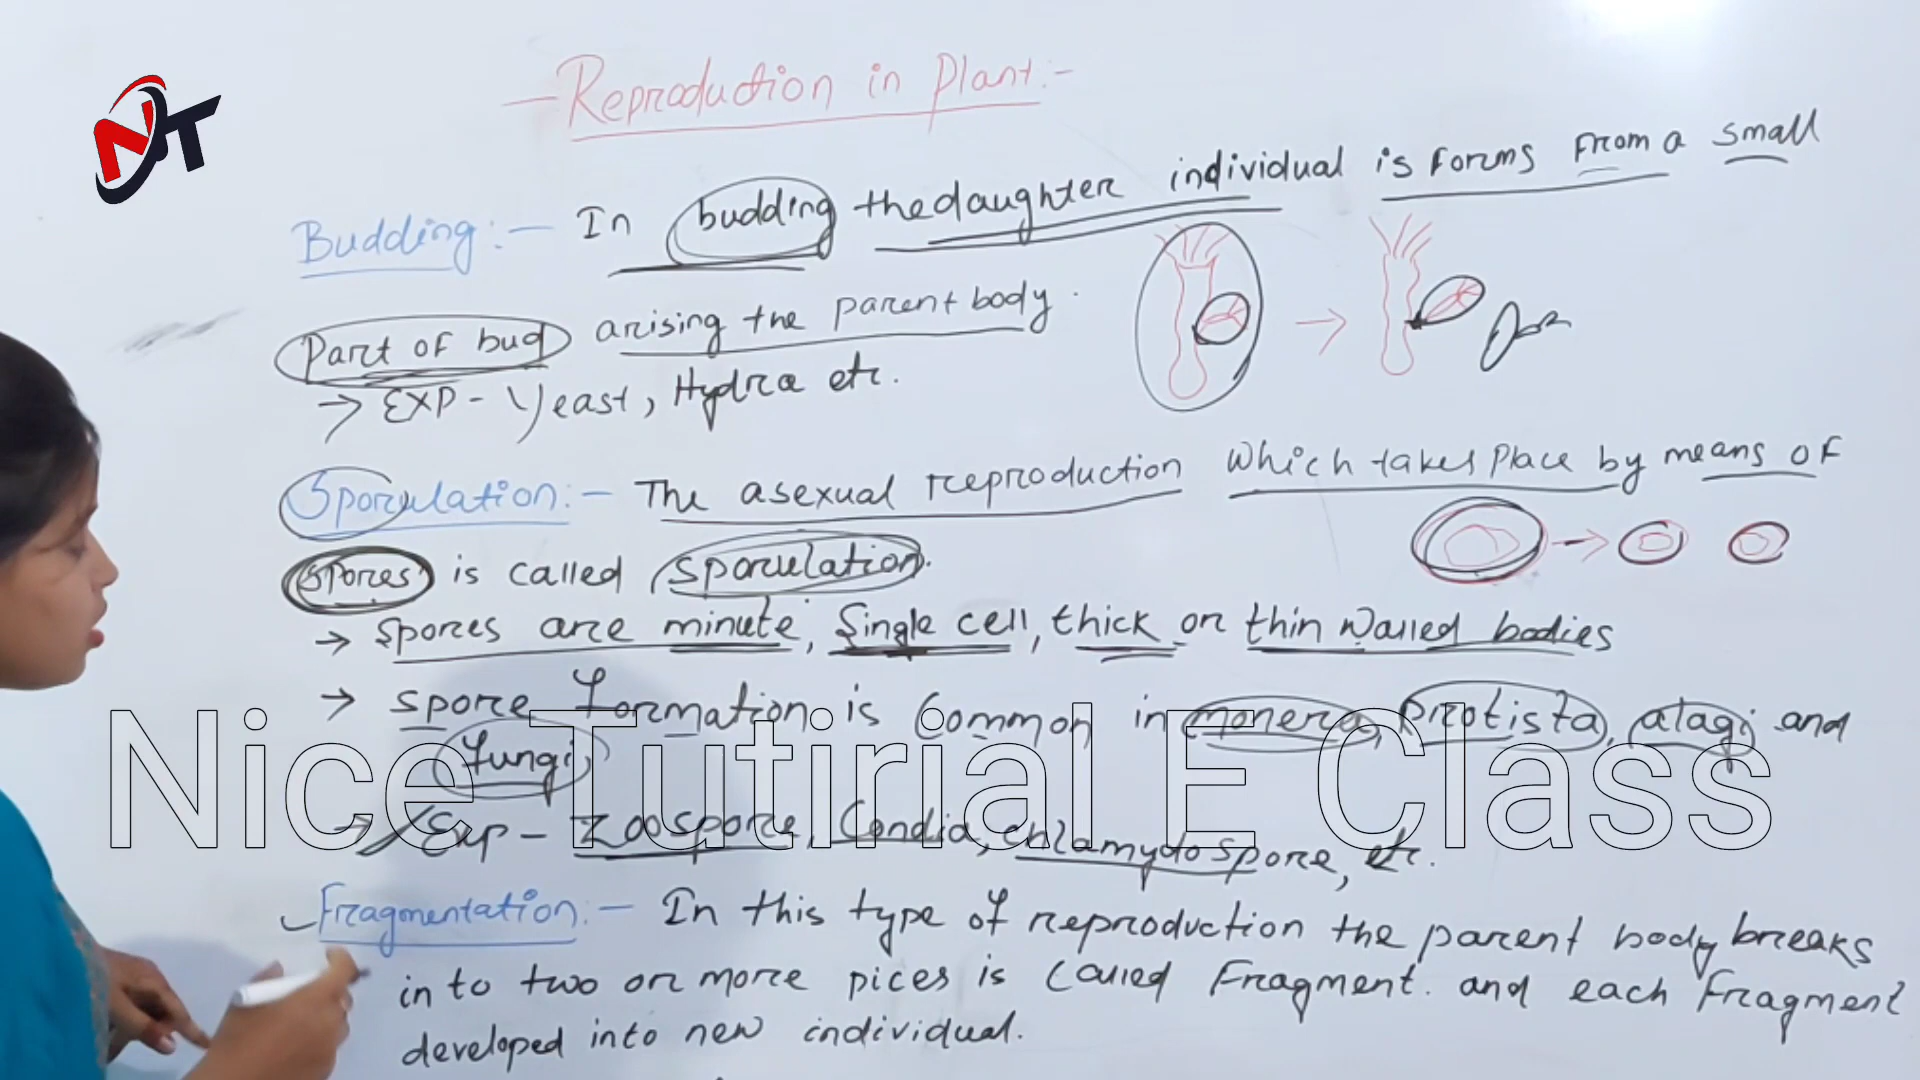 NT
- Reproduction in Plant:-
Budding:- In budding the daughter individual is forms from a small
Part of bud arising the parent body.
→ EXP- Yeast, Hydra etc.
Sporulation:- The asexual reproduction which takes place by means of
spores is called sporulation.
→ spores are minute, Single cell, thick or thin walled bodies
→ spore formation is Common in monera, protista, alagi and
fungi
→ Exp- Zoospore, Condia, chlamydospore, etc.
Nice Tutirial E Class
Fragmentation:- In this type of reproduction the parent body breaks
in to two or more pices is Called Fragment. and each Fragment
developed into new individual.